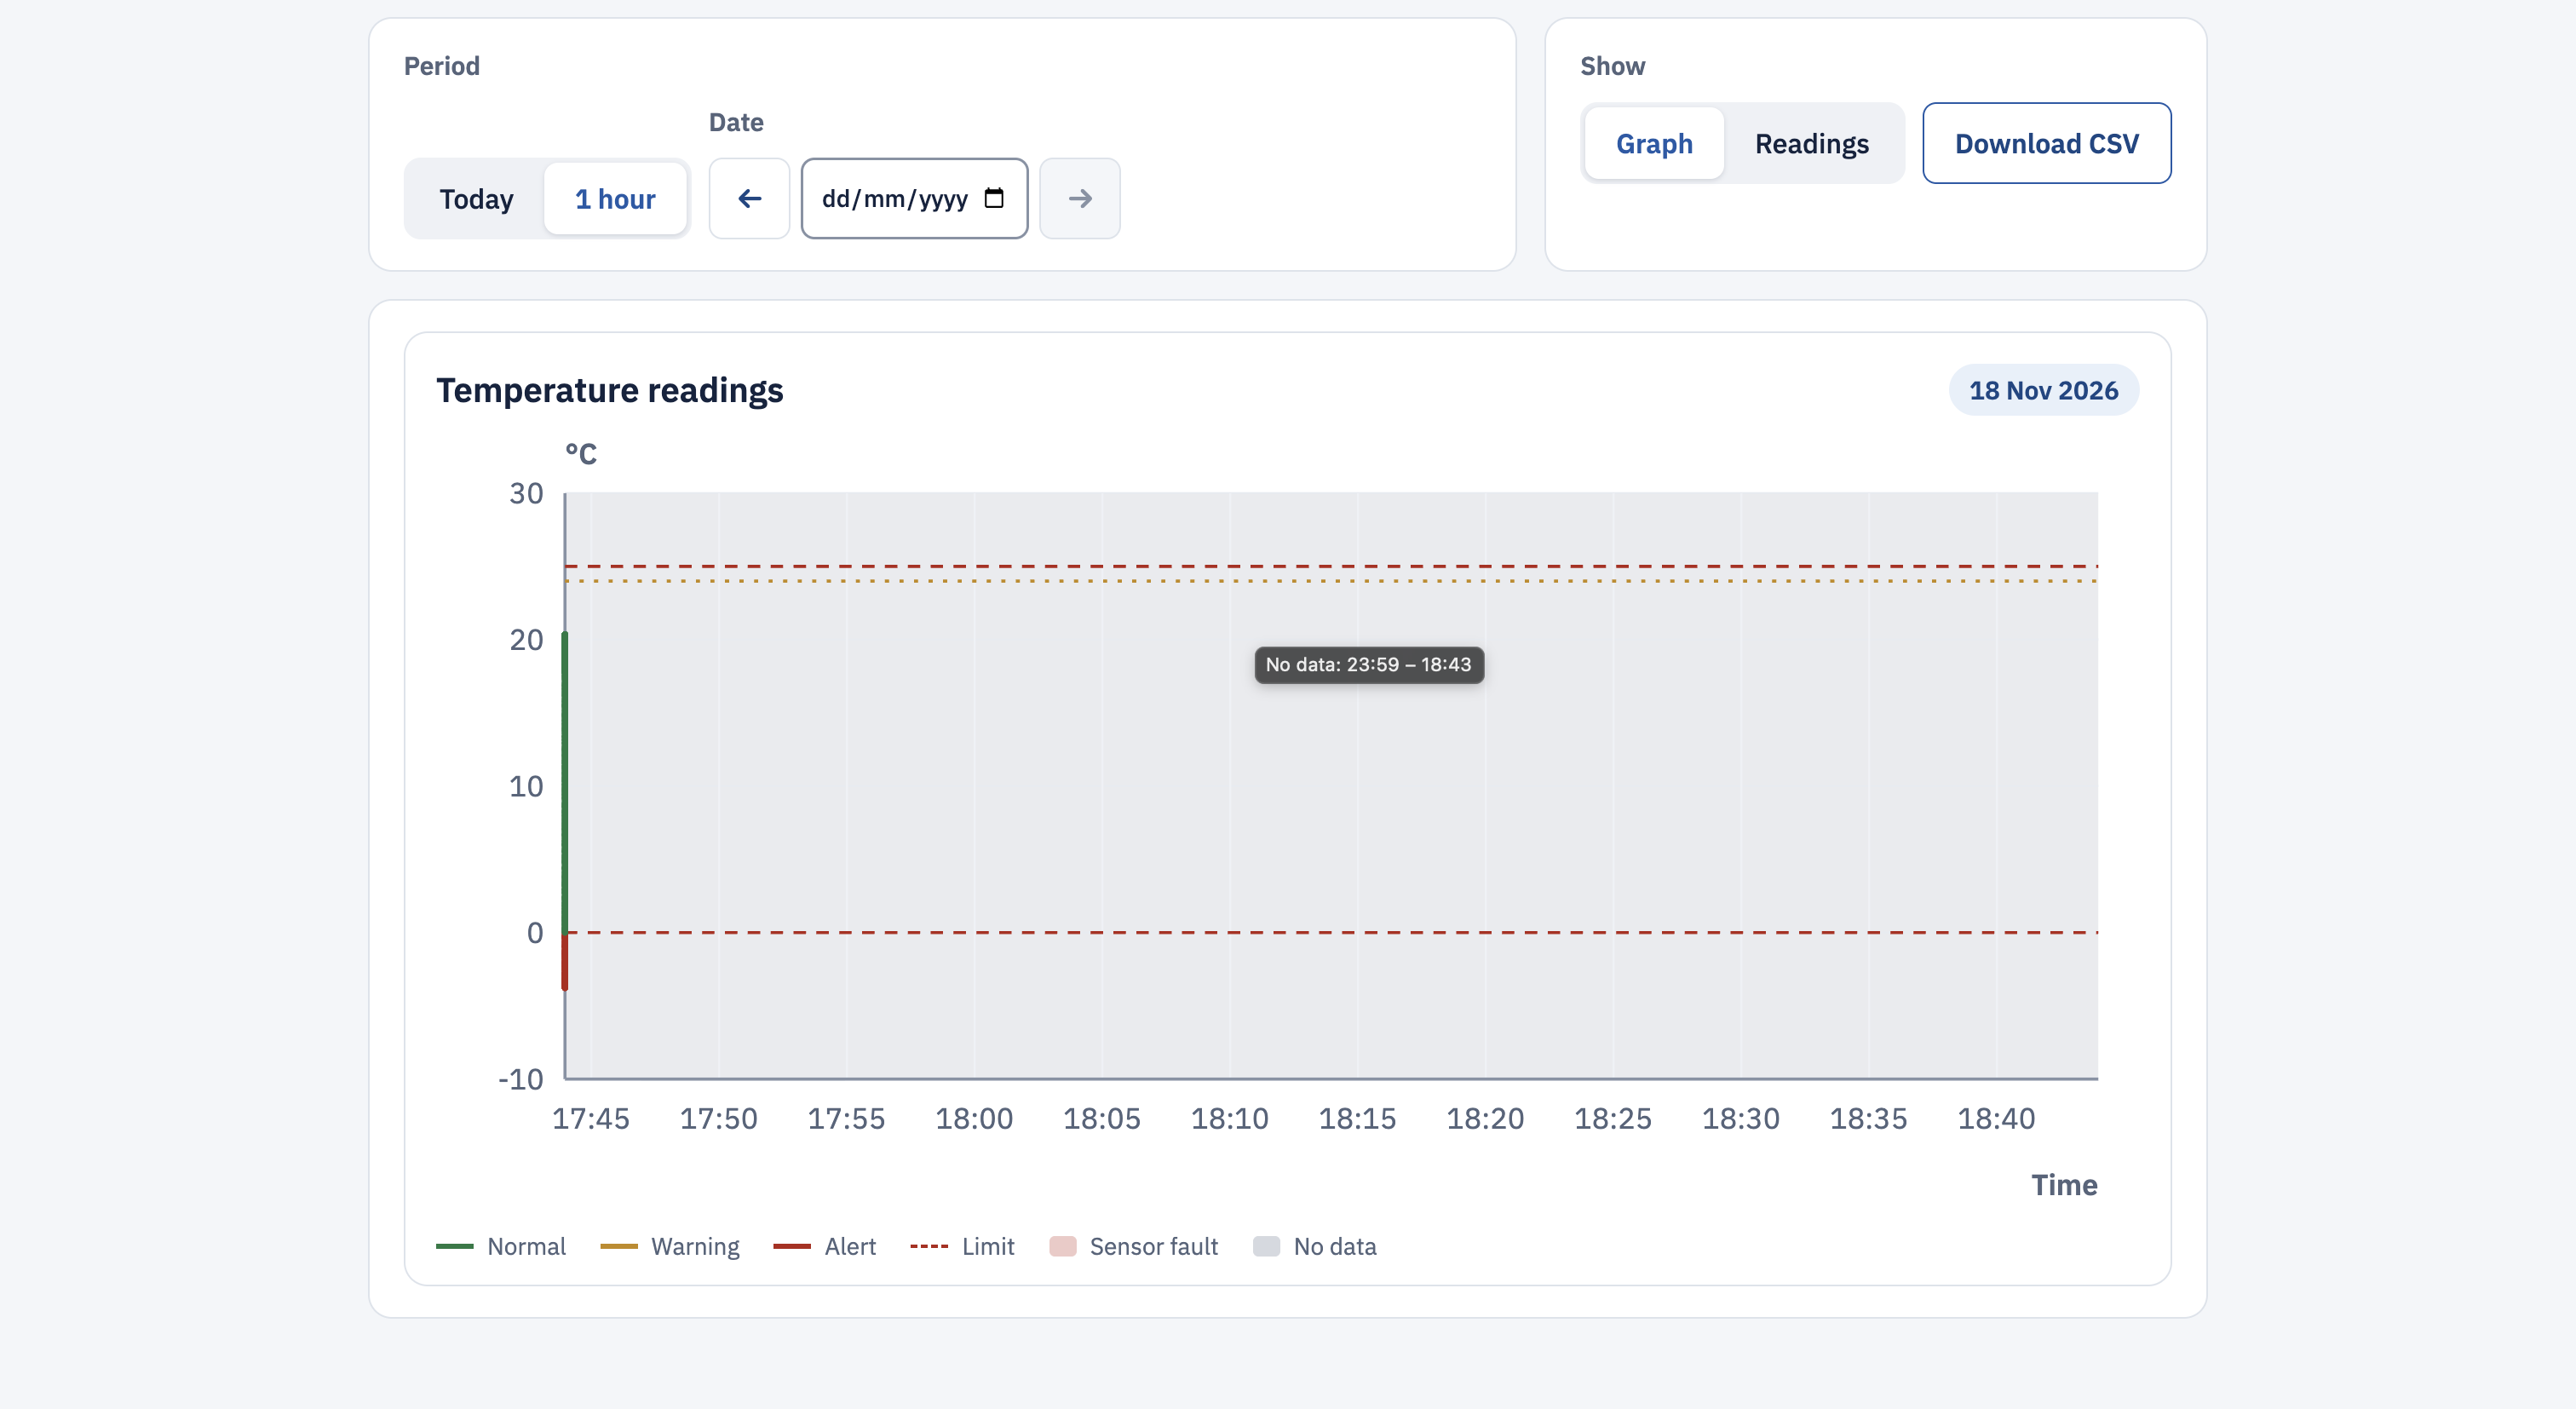 Period
Date
Today 1 hour dd/mm/yyyy
Show
Graph Readings Download CSV
Temperature readings
18 Nov 2026
°C
30
20
10
0
-10
No data: 23:59 – 18:43
17:45 17:50 17:55 18:00 18:05 18:10 18:15 18:20 18:25 18:30 18:35 18:40
Time
Normal Warning Alert Limit Sensor fault No data